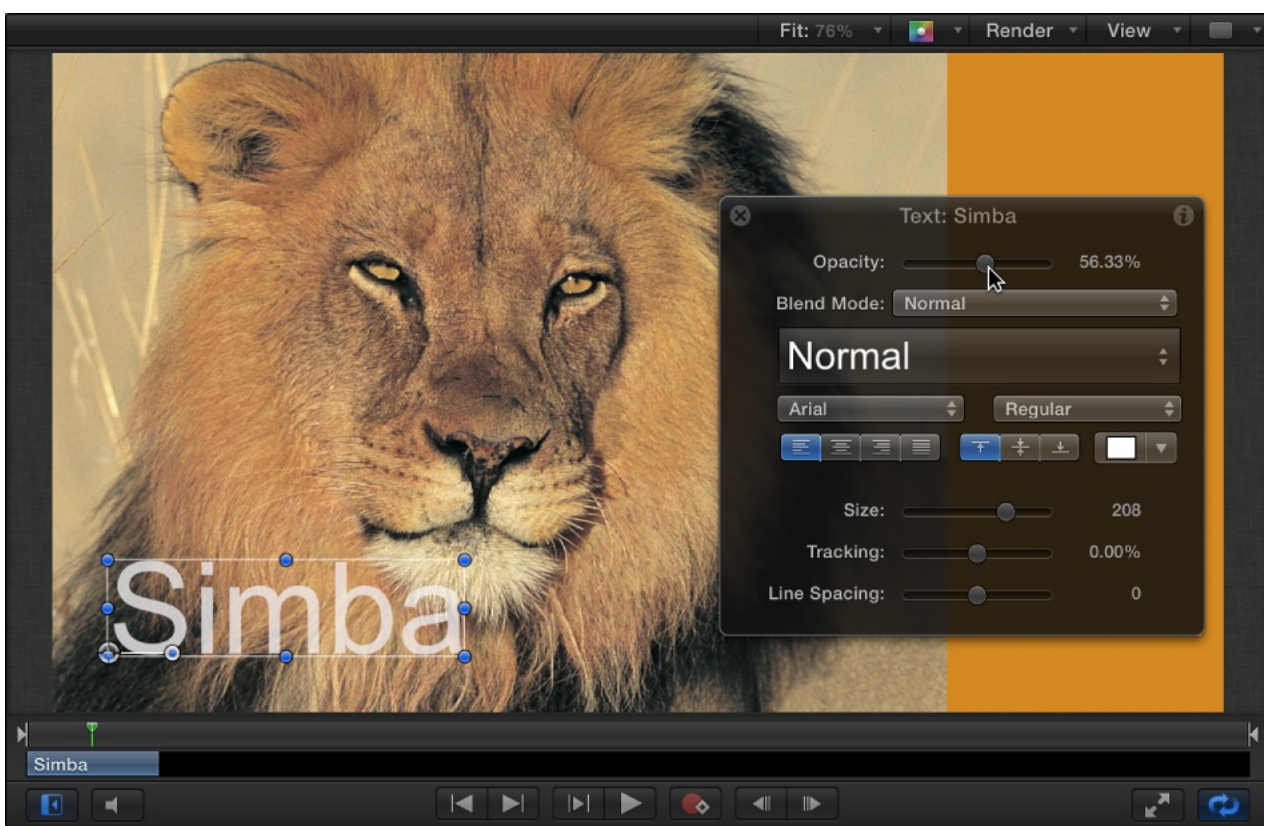 Fit: 76% Render View
Text: Simba
Opacity: 56.33%
Blend Mode: Normal
Normal
Arial Regular
Size: 208
Tracking: 0.00%
Line Spacing: 0
Simba
Simba